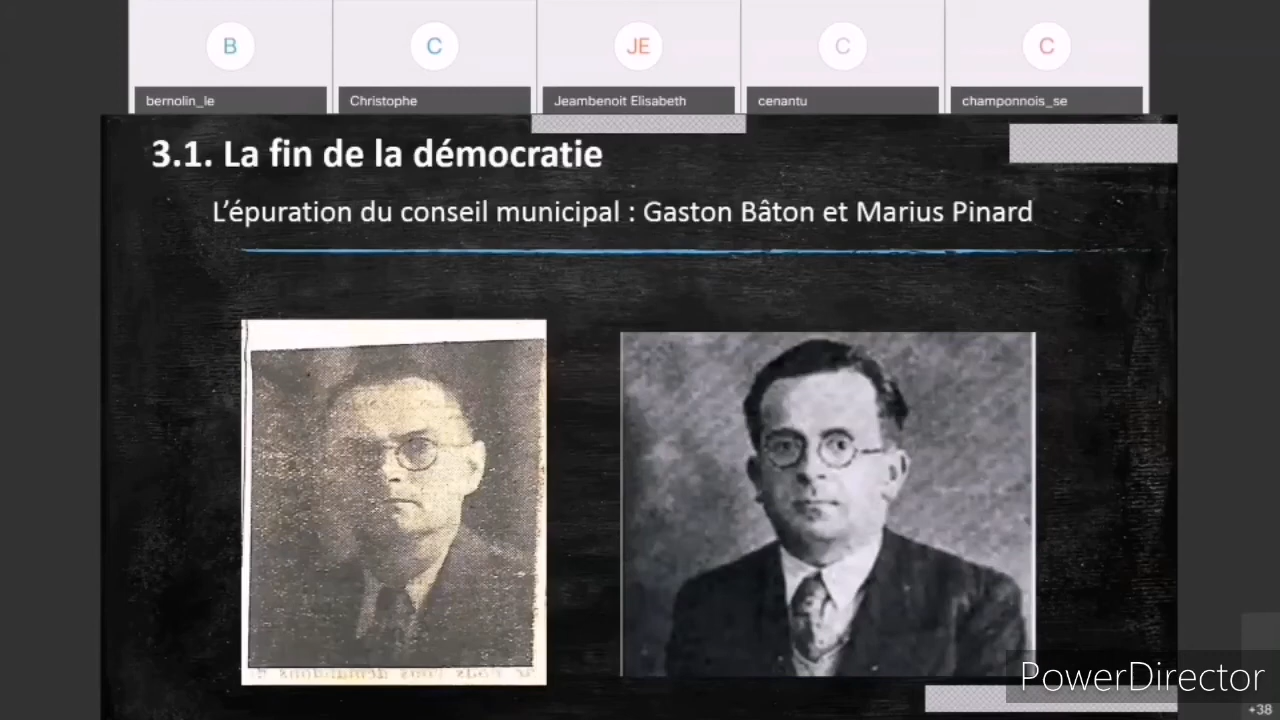 B
C
JE
C
C
bernolin_le
Christophe
Jeambenoit Elisabeth
cenantu
champonnois_se
3.1. La fin de la démocratie
L'épuration du conseil municipal : Gaston Bâton et Marius Pinard
PowerDirector
+38